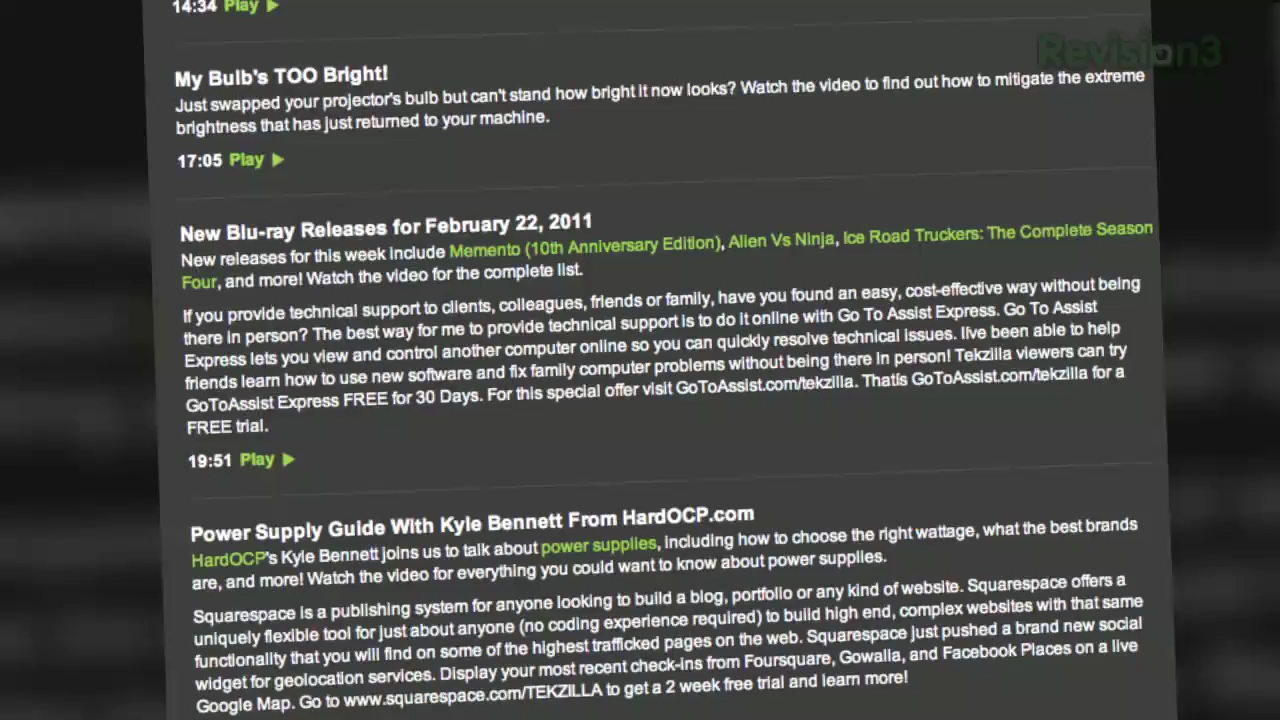 14:34 Play
Revision3
My Bulb's TOO Bright!
Just swapped your projector's bulb but can't stand how bright it now looks? Watch the video to find out how to mitigate the extreme
brightness that has just returned to your machine.
17:05 Play
New Blu-ray Releases for February 22, 2011
New releases for this week include Memento (10th Anniversary Edition), Alien Vs Ninja, Ice Road Truckers: The Complete Season
Four, and more! Watch the video for the complete list.
If you provide technical support to clients, colleagues, friends or family, have you found an easy, cost-effective way without being
there in person? The best way for me to provide technical support is to do it online with Go To Assist Express. Go To Assist
Express lets you view and control another computer online so you can quickly resolve technical issues. Iíve been able to help
friends learn how to use new software and fix family computer problems without being there in person! Tekzilla viewers can try
GoToAssist Express FREE for 30 Days. For this special offer visit GoToAssist.com/tekzilla. Thatís GoToAssist.com/tekzilla for a
FREE trial.
19:51 Play
Power Supply Guide With Kyle Bennett From HardOCP.com
HardOCP's Kyle Bennett joins us to talk about power supplies, including how to choose the right wattage, what the best brands
are, and more! Watch the video for everything you could want to know about power supplies.
Squarespace is a publishing system for anyone looking to build a blog, portfolio or any kind of website. Squarespace offers a
uniquely flexible tool for just about anyone (no coding experience required) to build high end, complex websites with that same
functionality that you will find on some of the highest trafficked pages on the web. Squarespace just pushed a brand new social
widget for geolocation services. Display your most recent check-ins from Foursquare, Gowalla, and Facebook Places on a live
Google Map. Go to www.squarespace.com/TEKZILLA to get a 2 week free trial and learn more!